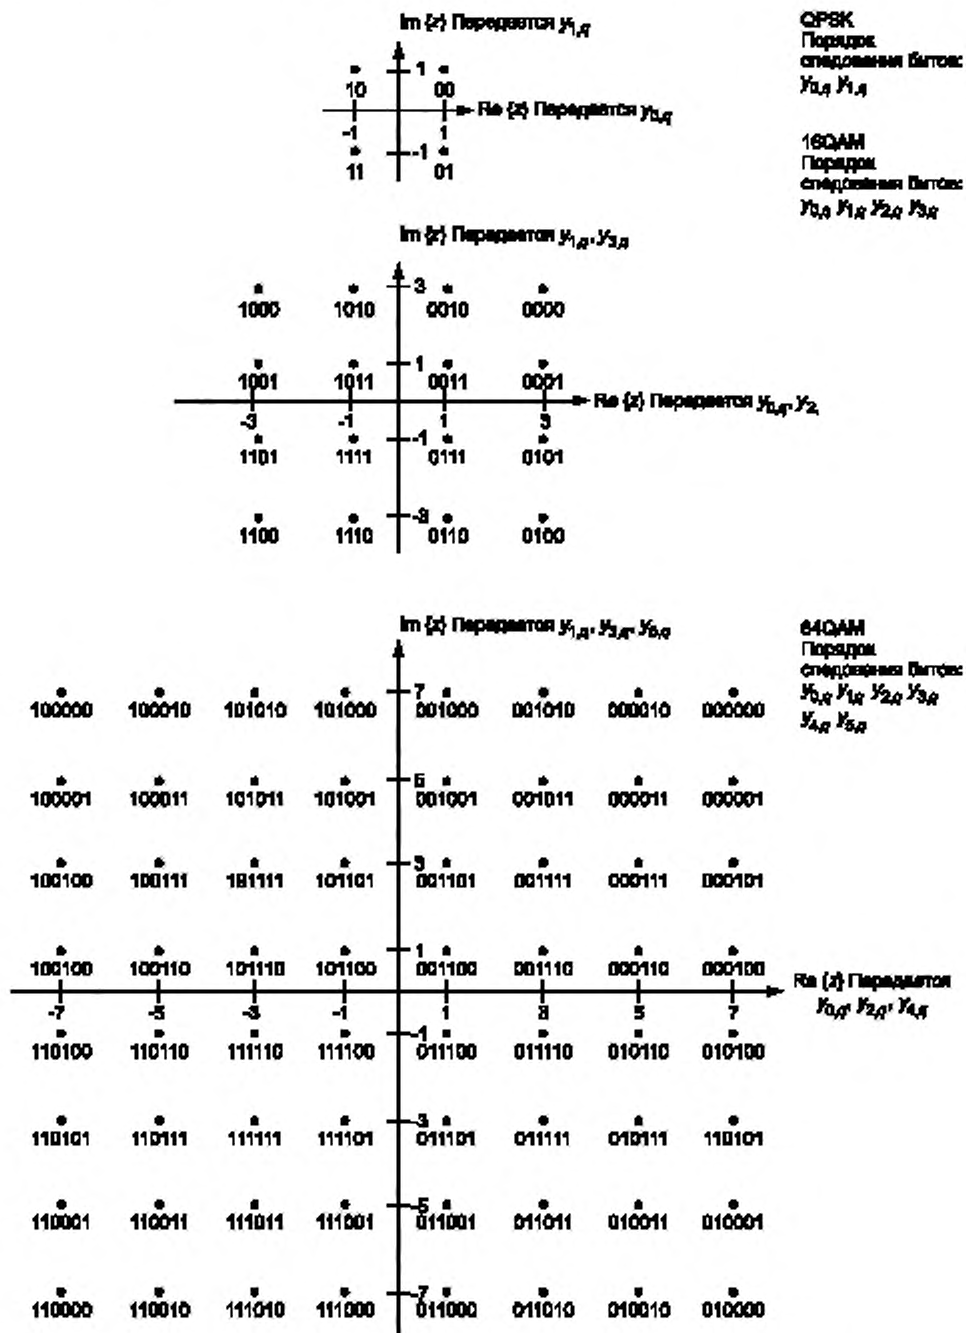 Im {z} Передается y1,q
1
10 00
Re {z} Передается y0,q
-1 1
-1
11 01
QPSK
Порядок
следования битов:
y0,q y1,q
16QAM
Порядок
следования битов:
y0,q y1,q y2,q y3,q
Im {z} Передается y1,q, y3,q
3
1000 1010 0010 0000
1
1001 1011 0011 0001
Re {z} Передается y0,q, y2,
-3 -1 1 3
-1
1101 1111 0111 0101
-3
1100 1110 0110 0100
Im {z} Передается y1,q, y3,q, y5,q
64QAM
Порядок
следования битов:
y0,q y1,q y2,q y3,q
y4,q y5,q
7
100000 100010 101010 101000 001000 001010 000010 000000
5
100001 100011 101011 101001 001001 001011 000011 000001
3
100100 100111 101111 101101 001101 001111 000111 000101
1
100100 100110 101110 101100 001100 001110 000110 000100
Re {z} Передается
y0,q, y2,q, y4,q
-7 -5 -3 -1 1 3 5 7
-1
110100 110110 111110 111100 011100 011110 010110 010100
-3
110101 110111 111111 111101 011101 011111 010111 110101
-5
110001 110011 111011 111001 011001 011011 010011 010001
-7
110000 110010 111010 111000 011000 011010 010010 010000